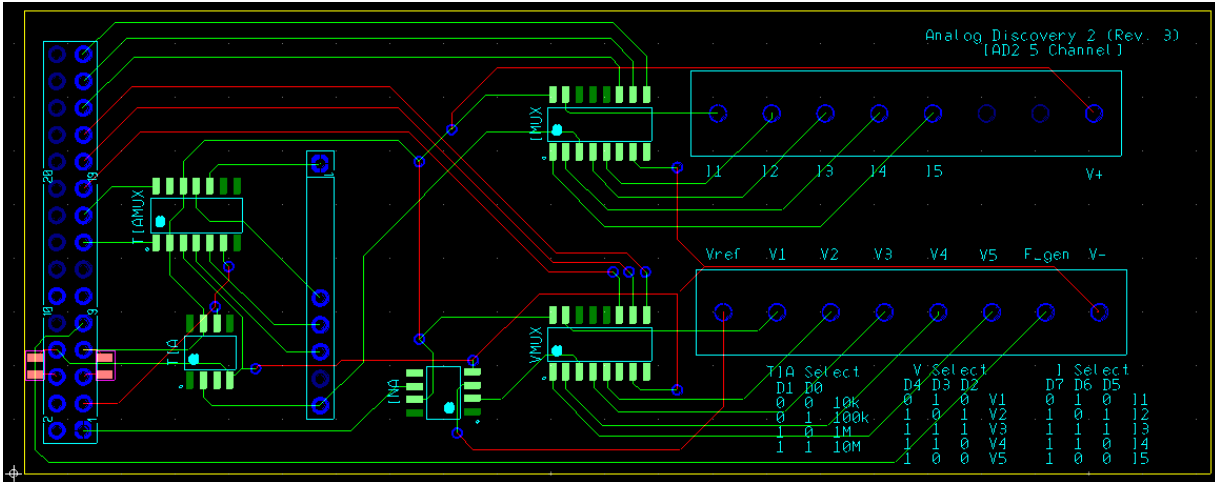 Analog Discovery 2 (Rev. 3)
[AD2 5 Channel]
20
19
IMUX
I1 I2 I3 I4 I5 V+
1
TIAMUX
Vref V1 V2 V3 V4 V5 F_gen V-
10
9
TIA
VMUX
INA
2
1
TIA Select
D1 D0
0 0 10k
0 1 100k
1 0 1M
1 1 10M
V Select
D4 D3 D2
0 1 0 V1
1 0 1 V2
1 1 1 V3
1 1 0 V4
1 0 0 V5
I Select
D7 D6 D5
0 1 0 I1
1 0 1 I2
1 1 1 I3
1 1 0 I4
1 0 0 I5